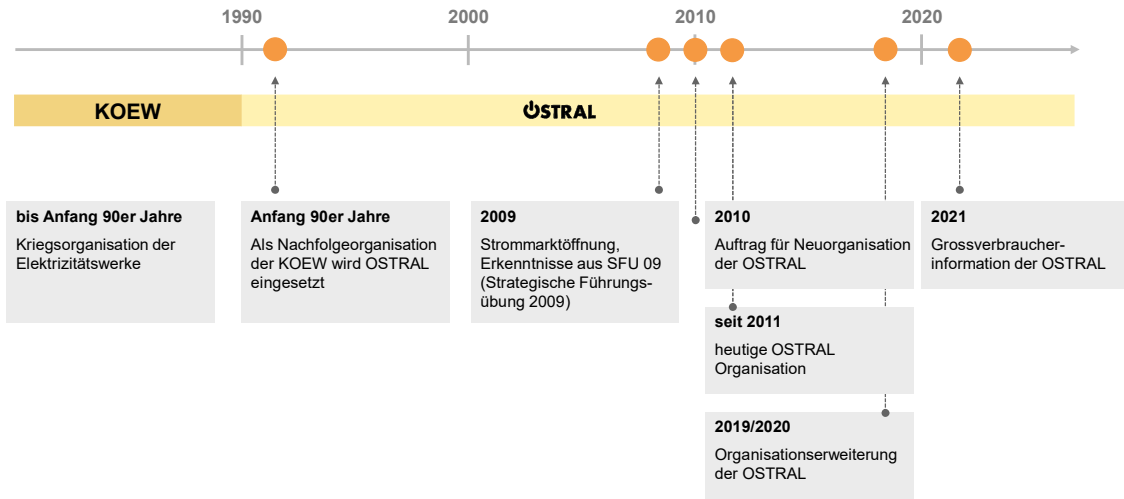 1990
2000
2010
2020
KOEW
OSTRAL
bis Anfang 90er Jahre
Kriegsorganisation der
Elektrizitätswerke
Anfang 90er Jahre
Als Nachfolgeorganisation
der KOEW wird OSTRAL
eingesetzt
2009
Strommarktöffnung,
Erkenntnisse aus SFU 09
(Strategische Führungs-
übung 2009)
2010
Auftrag für Neuorganisation
der OSTRAL
seit 2011
heutige OSTRAL
Organisation
2019/2020
Organisationserweiterung
der OSTRAL
2021
Grossverbraucher-
information der OSTRAL